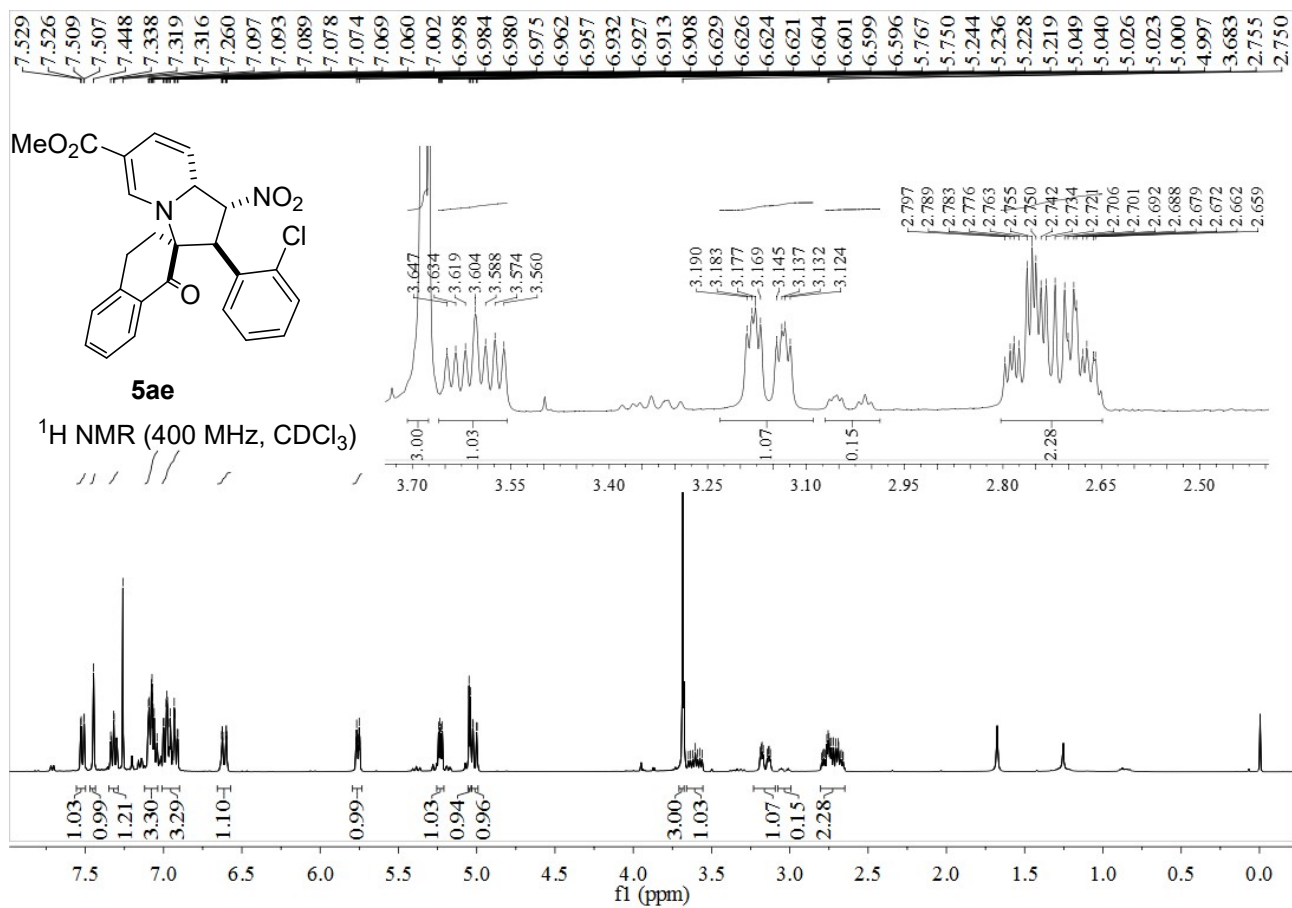 7.529 7.526 7.509 7.507 7.448 7.338 7.319 7.316 7.260 7.097 7.093 7.089 7.078 7.074 7.069 7.060 7.002 6.998 6.984 6.980 6.975 6.962 6.957 6.932 6.927 6.913 6.908 6.629 6.626 6.624 6.621 6.604 6.601 6.599 6.596 5.767 5.750 5.244 5.236 5.228 5.219 5.049 5.040 5.026 5.023 5.000 4.997 3.683 2.755 2.750
MeO₂C
NO₂
N
Cl
O
5ae
¹H NMR (400 MHz, CDCl₃)
3.647 3.634 3.619 3.604 3.588 3.574 3.560
3.190 3.183 3.177 3.169 3.145 3.137 3.132 3.124
2.797 2.789 2.783 2.776 2.763 2.755 2.750 2.742 2.734 2.721 2.706 2.701 2.692 2.688 2.679 2.672 2.662 2.659
3.00 1.03 1.07 0.15 2.28
3.70 3.55 3.40 3.25 3.10 2.95 2.80 2.65 2.50
1.03 0.99 1.21 3.30 3.29 1.10 0.99 1.03 0.94 0.96 3.00 1.03 1.07 0.15 2.28
7.5 7.0 6.5 6.0 5.5 5.0 4.5 4.0 3.5 3.0 2.5 2.0 1.5 1.0 0.5 0.0
f1 (ppm)